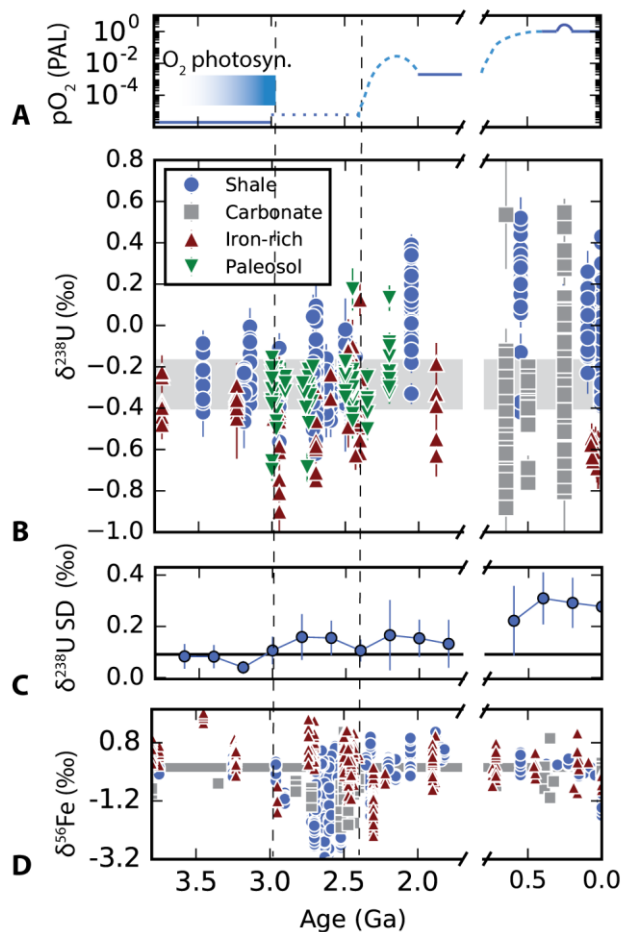 A
pO2 (PAL)
10^0
10^-2
10^-4
O2 photosyn.
B
δ238U (‰)
0.8
0.6
0.4
0.2
0.0
−0.2
−0.4
−0.6
−0.8
−1.0
Shale
Carbonate
Iron-rich
Paleosol
C
δ238U SD (‰)
0.4
0.2
0.0
D
δ56Fe (‰)
0.8
-1.2
-3.2
3.5 3.0 2.5 2.0 0.5 0.0
Age (Ga)